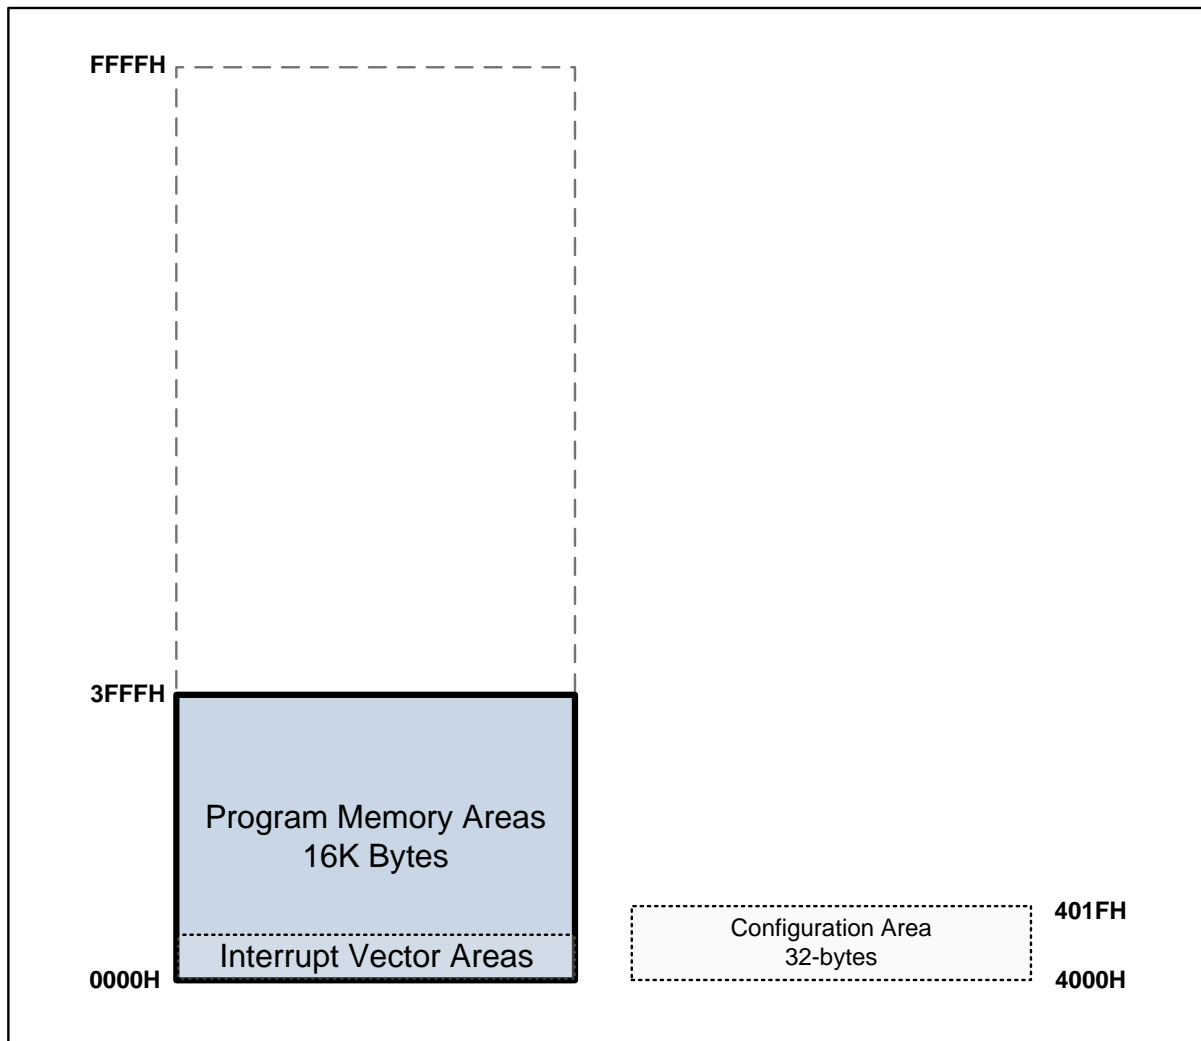 FFFFH
3FFFH
Program Memory Areas
16K Bytes
Interrupt Vector Areas
0000H
401FH
Configuration Area
32-bytes
4000H